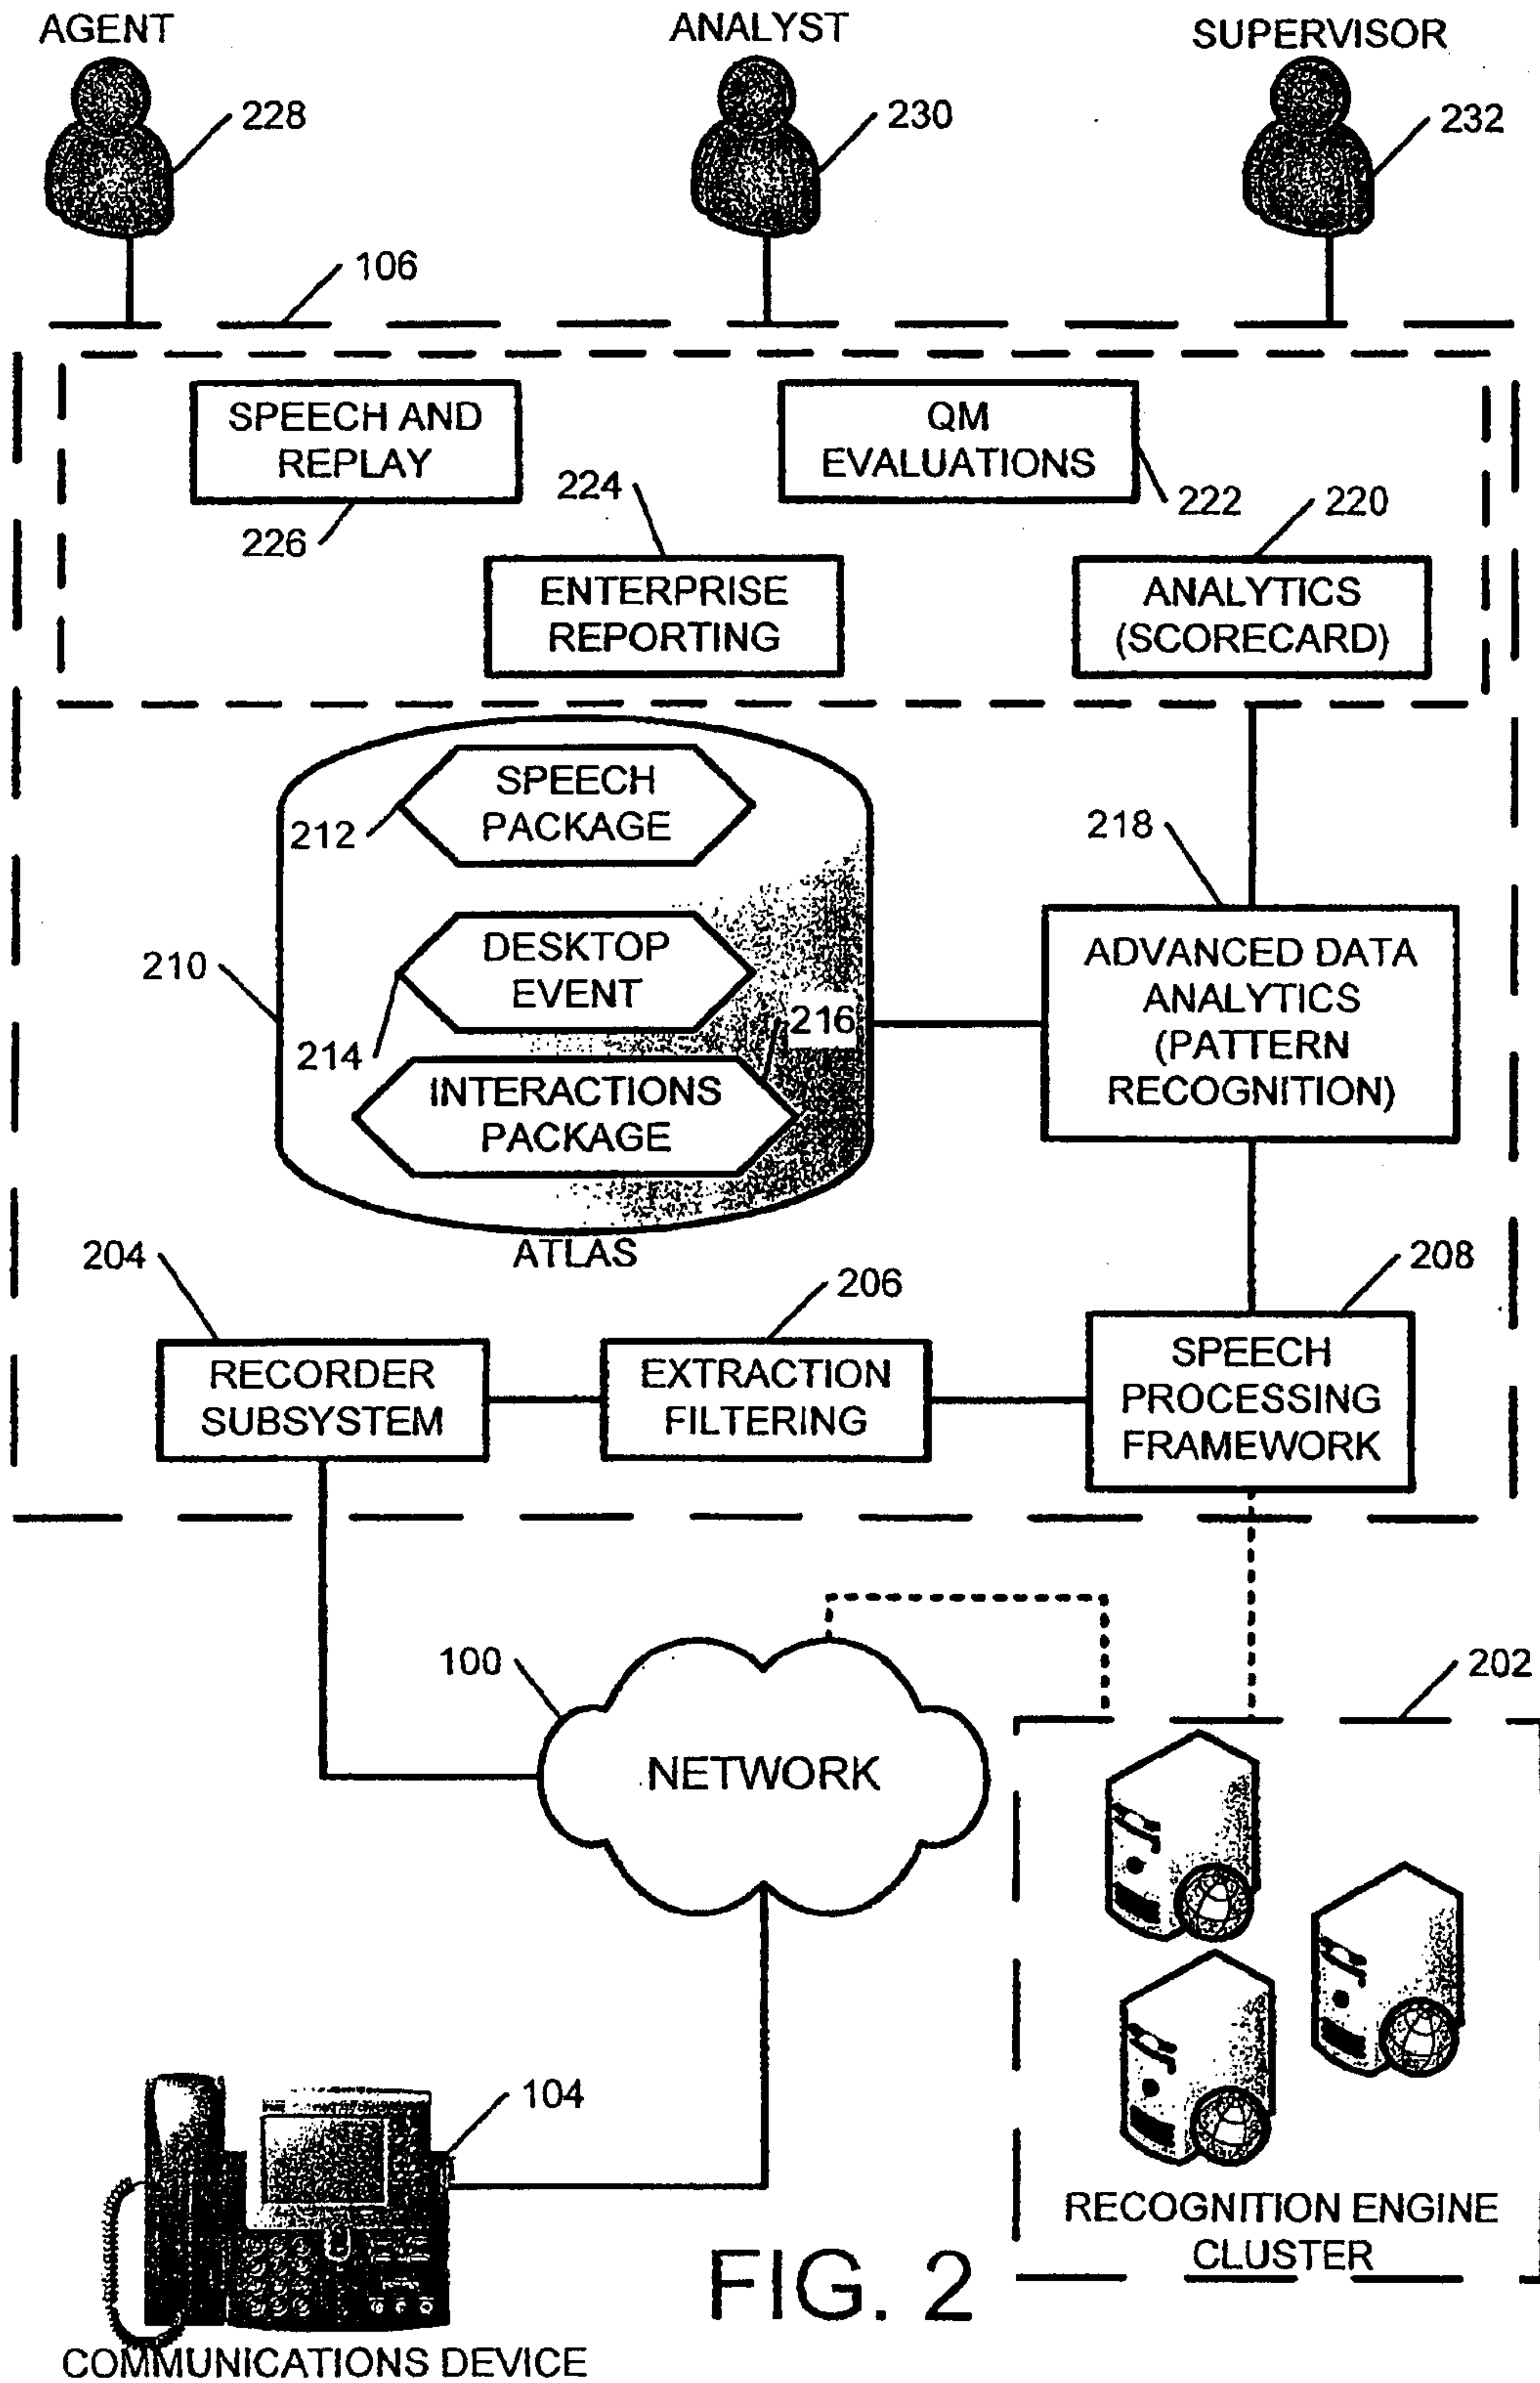 AGENT
ANALYST
SUPERVISOR
228
230
232
106
SPEECH AND
REPLAY
226
QM
EVALUATIONS
222
224
220
ENTERPRISE
REPORTING
ANALYTICS
(SCORECARD)
SPEECH
PACKAGE
212
218
DESKTOP
EVENT
210
214
216
ADVANCED DATA
ANALYTICS
(PATTERN
RECOGNITION)
INTERACTIONS
PACKAGE
ATLAS
204
206
208
RECORDER
SUBSYSTEM
EXTRACTION
FILTERING
SPEECH
PROCESSING
FRAMEWORK
100
202
NETWORK
104
RECOGNITION ENGINE
CLUSTER
FIG. 2
COMMUNICATIONS DEVICE